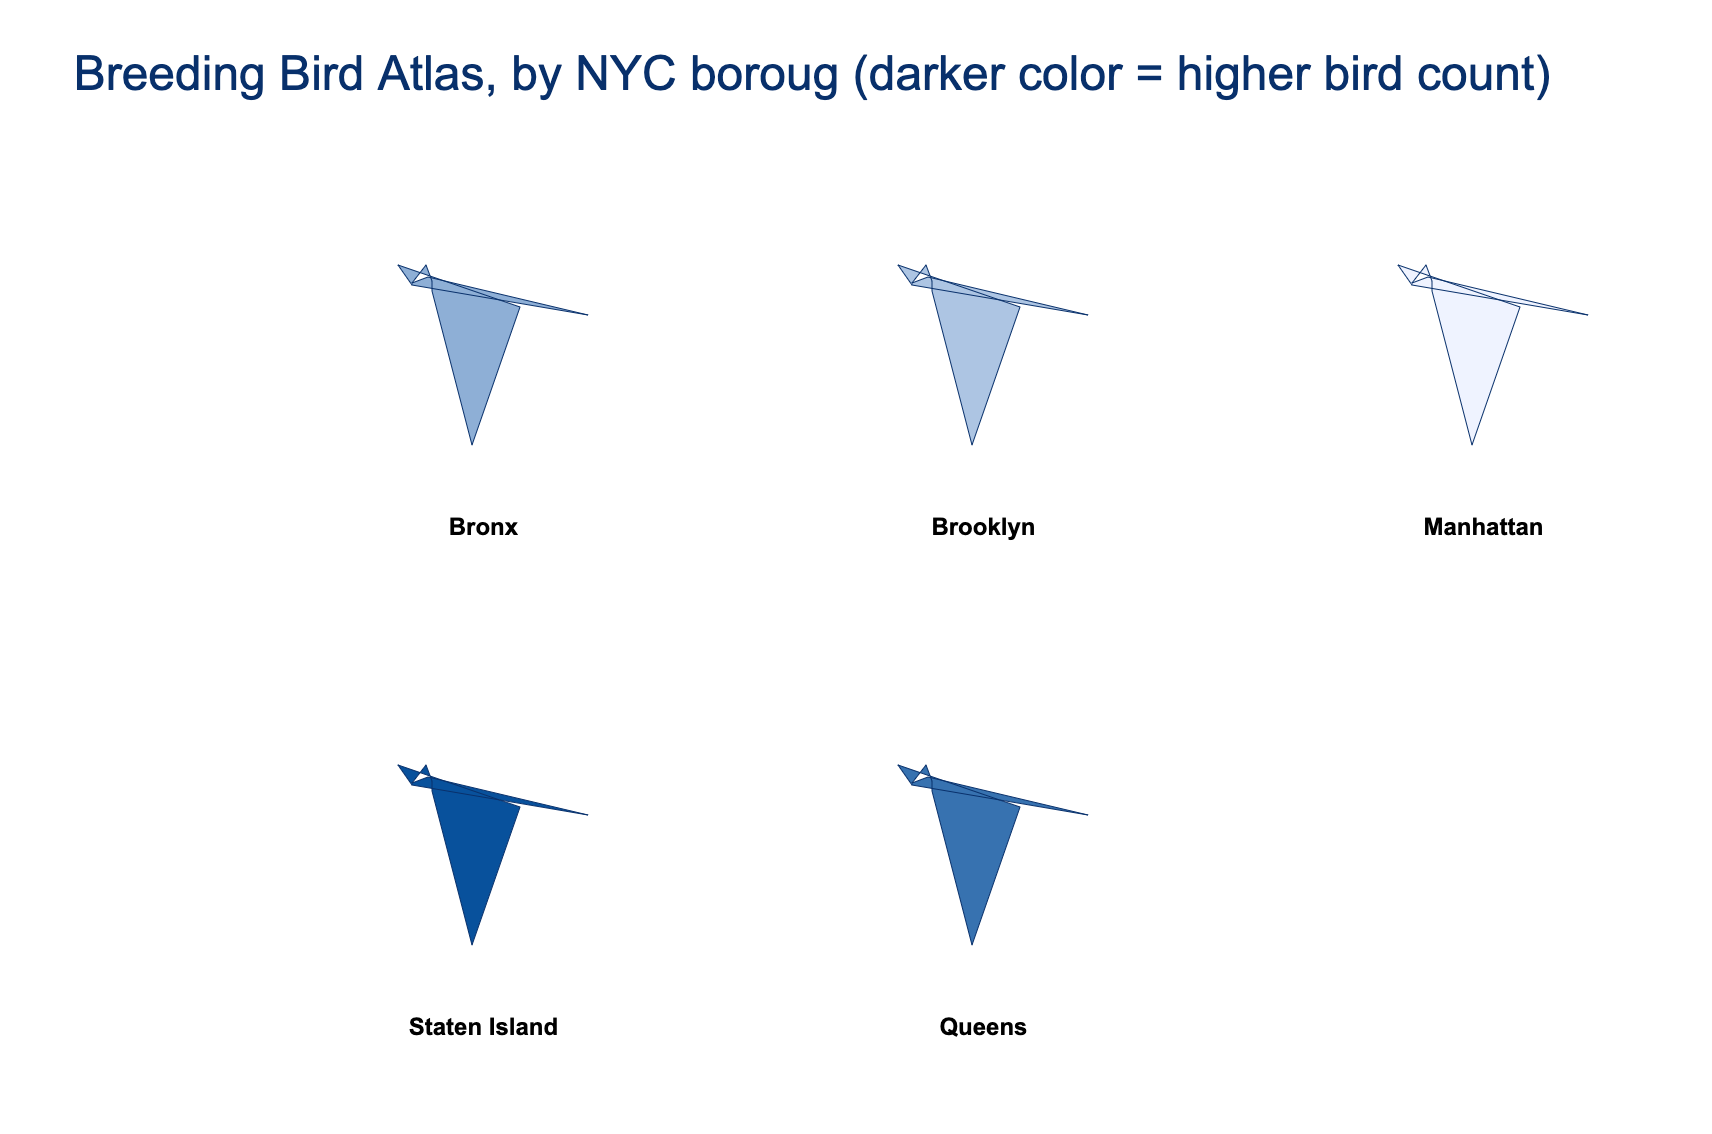 Breeding Bird Atlas, by NYC boroug (darker color = higher bird count)
Bronx
Brooklyn
Manhattan
Staten Island
Queens